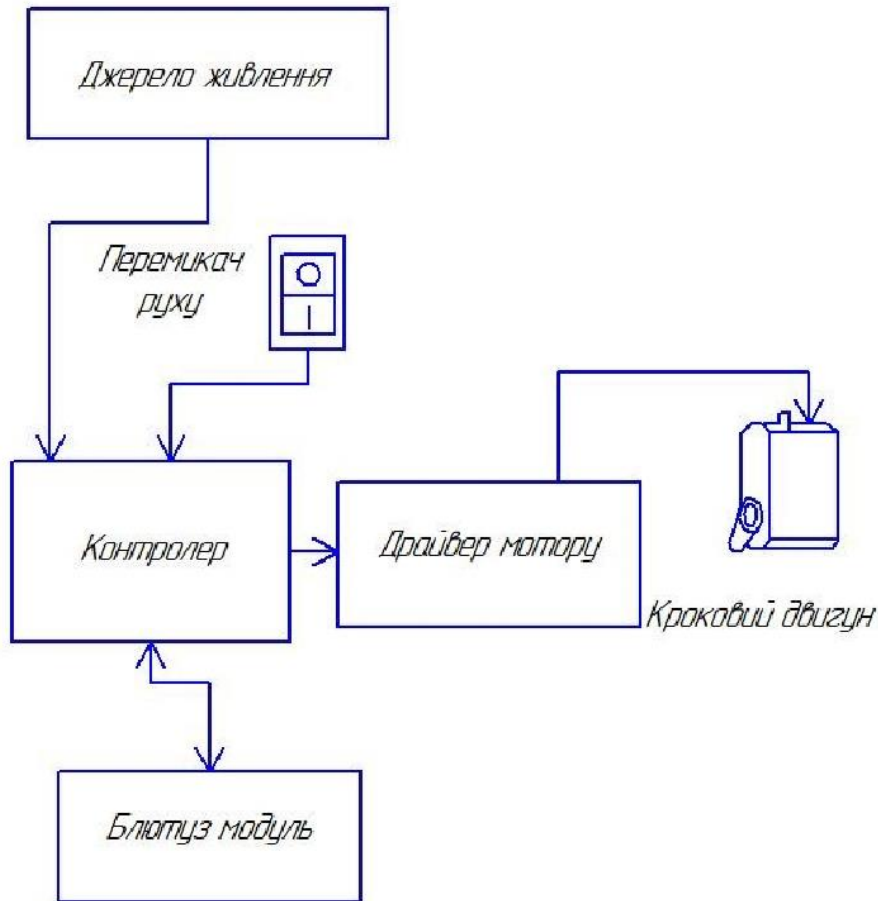 Джерело живлення
Перемикач
руху
Контролер
Драйвер мотору
Кроковий двигун
Блютуз модуль